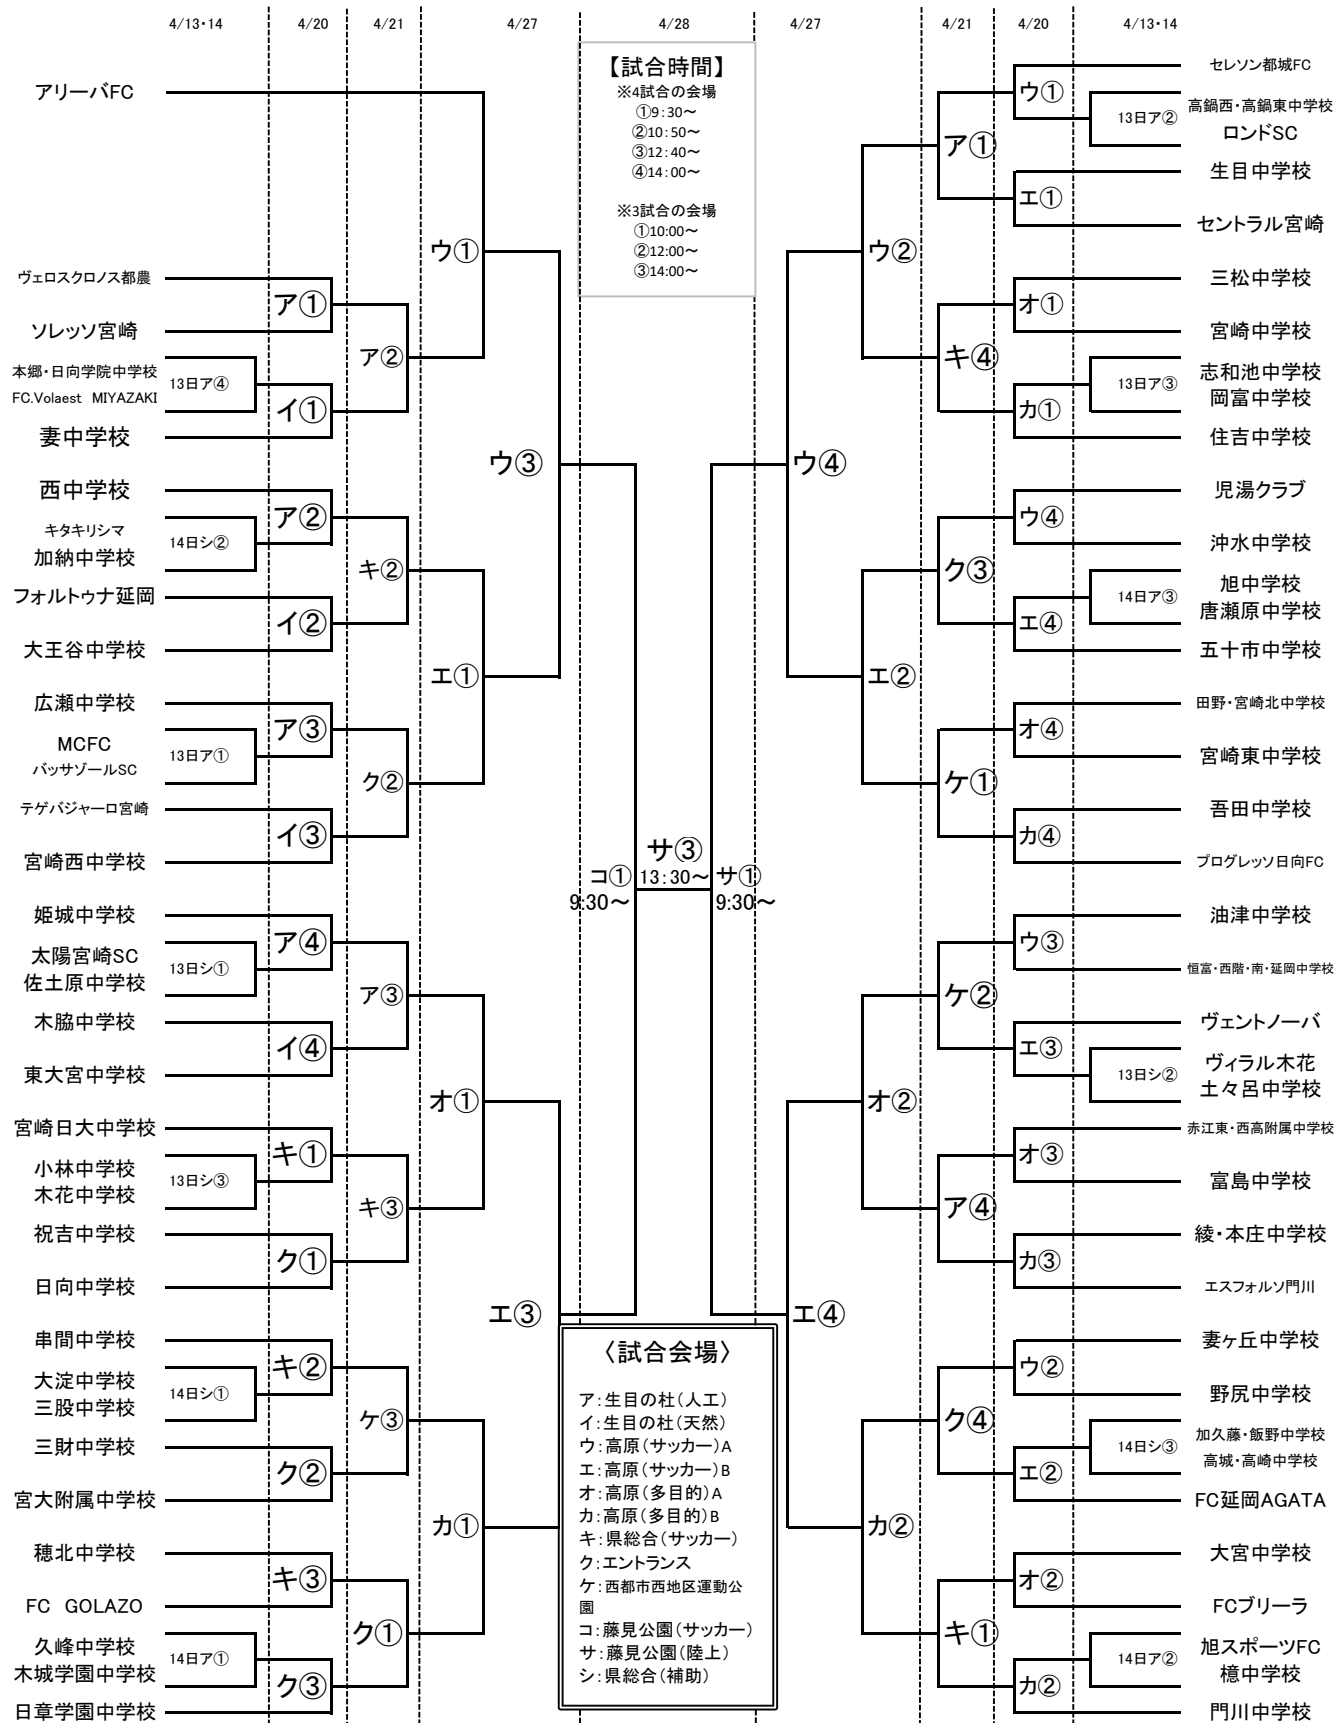 4/13・14
4/20
4/21
4/27
4/28
4/27
4/21
4/20
4/13・14
【試合時間】
※4試合の会場
①9:30～
②10:50～
③12:40～
④14:00～
※3試合の会場
①10:00～
②12:00～
③14:00～
アリーバFC
ヴェロスクロノス都農
ソレッソ宮崎
本郷・日向学院中学校
FC.Volaest MIYAZAKI
妻中学校
西中学校
キタキリシマ
加納中学校
フォルトゥナ延岡
大王谷中学校
広瀬中学校
MCFC
バッサゾールSC
テゲバジャーロ宮崎
宮崎西中学校
姫城中学校
太陽宮崎SC
佐土原中学校
木脇中学校
東大宮中学校
宮崎日大中学校
小林中学校
木花中学校
祝吉中学校
日向中学校
串間中学校
大淀中学校
三股中学校
三財中学校
宮大附属中学校
穂北中学校
FC GOLAZO
久峰中学校
木城学園中学校
日章学園中学校
13日ア④
14日シ②
13日ア①
13日シ①
13日シ③
14日シ①
14日ア①
ア①
イ①
ア②
イ②
ア③
イ③
ア④
イ④
キ①
ク①
キ②
ク②
キ③
ク③
ア②
キ②
ク②
ア③
キ③
ケ③
ク①
ウ①
エ①
オ①
カ①
ウ③
エ③
コ①
9:30～
サ③
13:30～
サ①
9:30～
ウ④
エ④
ウ②
エ②
オ②
カ②
ア①
キ④
ク③
ケ①
ケ②
ア④
ク④
キ①
ウ①
エ①
オ①
カ①
ウ④
エ④
オ④
カ④
ウ③
エ③
オ③
カ③
ウ②
エ②
オ②
カ②
13日ア②
13日ア③
14日ア③
13日シ②
14日シ③
14日ア②
セレソン都城FC
高鍋西・高鍋東中学校
ロンドSC
生目中学校
セントラル宮崎
三松中学校
宮崎中学校
志和池中学校
岡富中学校
住吉中学校
児湯クラブ
沖水中学校
旭中学校
唐瀬原中学校
五十市中学校
田野・宮崎北中学校
宮崎東中学校
吾田中学校
プログレッソ日向FC
油津中学校
恒富・西階・南・延岡中学校
ヴェントノーバ
ヴィラル木花
土々呂中学校
赤江東・西高附属中学校
富島中学校
綾・本庄中学校
エスフォルソ門川
妻ヶ丘中学校
野尻中学校
加久藤・飯野中学校
高城・高崎中学校
FC延岡AGATA
大宮中学校
FCブリーラ
旭スポーツFC
檍中学校
門川中学校
〈試合会場〉
ア:生目の杜(人工)
イ:生目の杜(天然)
ウ:高原(サッカー)A
エ:高原(サッカー)B
オ:高原(多目的)A
カ:高原(多目的)B
キ:県総合(サッカー)
ク:エントランス
ケ:西都市西地区運動公
園
コ:藤見公園(サッカー)
サ:藤見公園(陸上)
シ:県総合(補助)